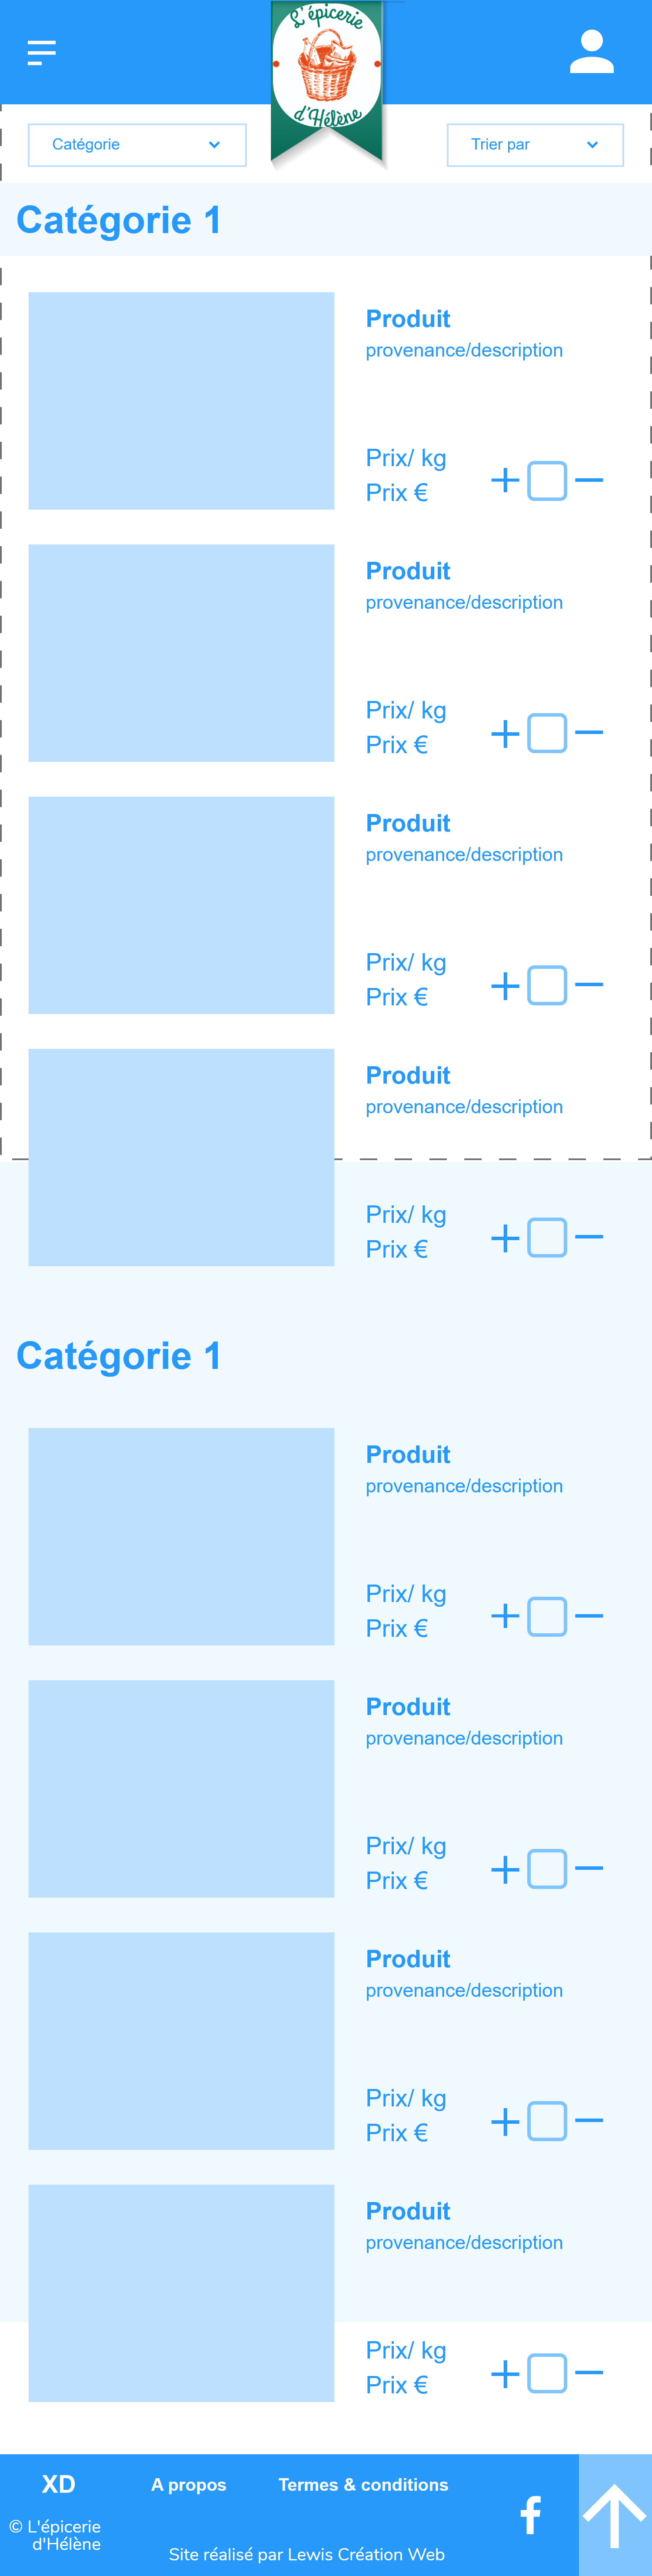 L'épicerie
d'Hélène
Catégorie
Trier par
Catégorie 1
Produit
provenance/description
Prix/ kg
Prix €
Produit
provenance/description
Prix/ kg
Prix €
Produit
provenance/description
Prix/ kg
Prix €
Produit
provenance/description
Prix/ kg
Prix €
Catégorie 1
Produit
provenance/description
Prix/ kg
Prix €
Produit
provenance/description
Prix/ kg
Prix €
Produit
provenance/description
Prix/ kg
Prix €
Produit
provenance/description
Prix/ kg
Prix €
XD
A propos
Termes & conditions
© L'épicerie
d'Hélène
Site réalisé par Lewis Création Web